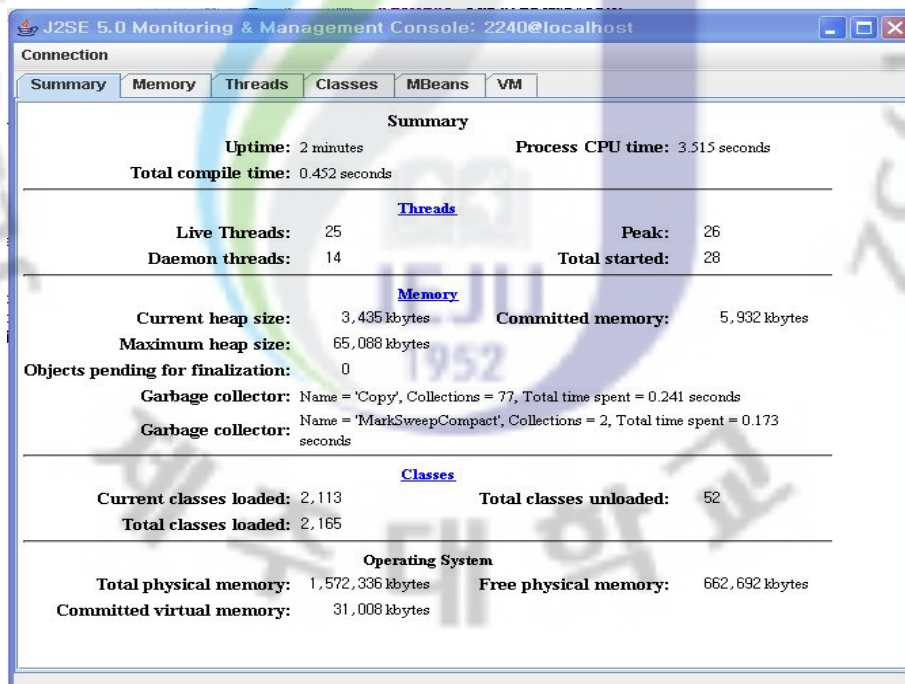 J2SE 5.0 Monitoring & Management Console: 2240@localhost
Connection
Summary Memory Threads Classes MBeans VM
Summary
Uptime: 2 minutes Process CPU time: 3.515 seconds
Total compile time: 0.452 seconds
Threads
Live Threads: 25 Peak: 26
Daemon threads: 14 Total started: 28
Memory
Current heap size: 3,435 kbytes Committed memory: 5,932 kbytes
Maximum heap size: 65,088 kbytes
Objects pending for finalization: 0
Garbage collector: Name = 'Copy', Collections = 77, Total time spent = 0.241 seconds
Garbage collector: Name = 'MarkSweepCompact', Collections = 2, Total time spent = 0.173
seconds
Classes
Current classes loaded: 2,113 Total classes unloaded: 52
Total classes loaded: 2,165
Operating System
Total physical memory: 1,572,336 kbytes Free physical memory: 662,692 kbytes
Committed virtual memory: 31,008 kbytes
JEJU
1952
제주대학교